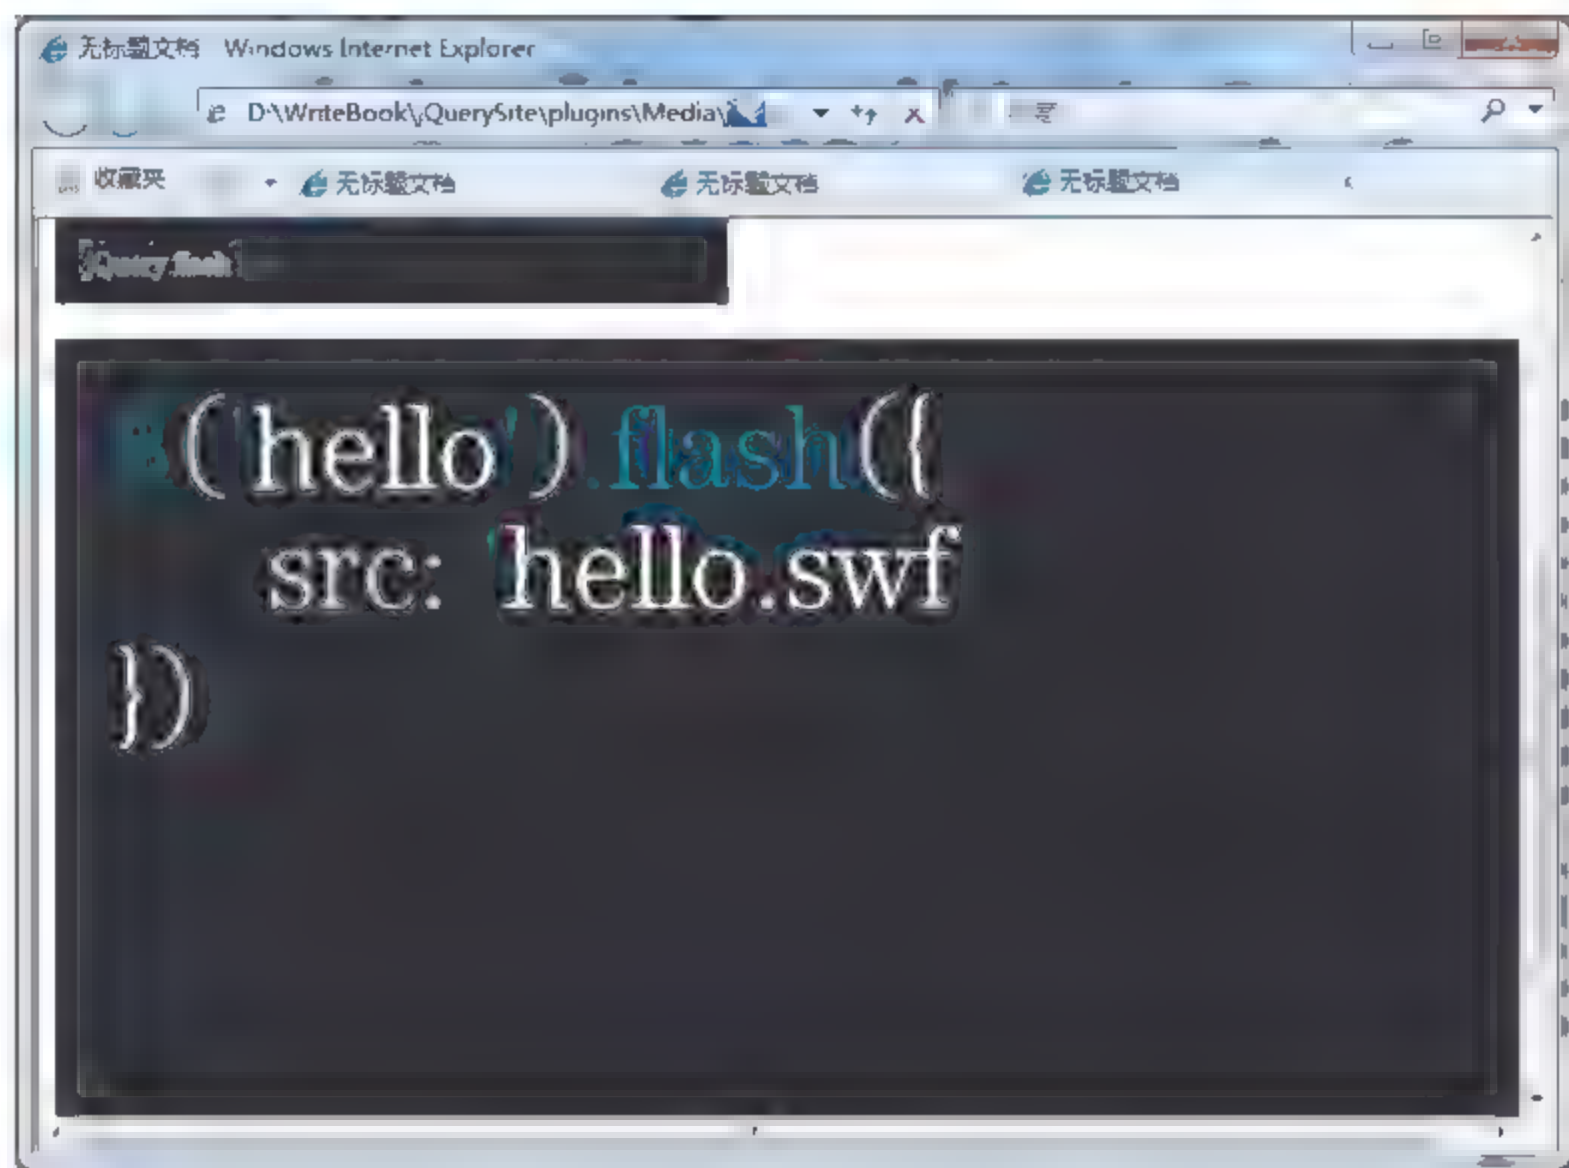 无标题文档 Windows Internet Explorer
D:\WriteBook\jQuerySite\plugins\Media\
收藏夹 无标题文档 无标题文档 无标题文档
jQuery flash
$('hello').flash({
src: 'hello.swf
})